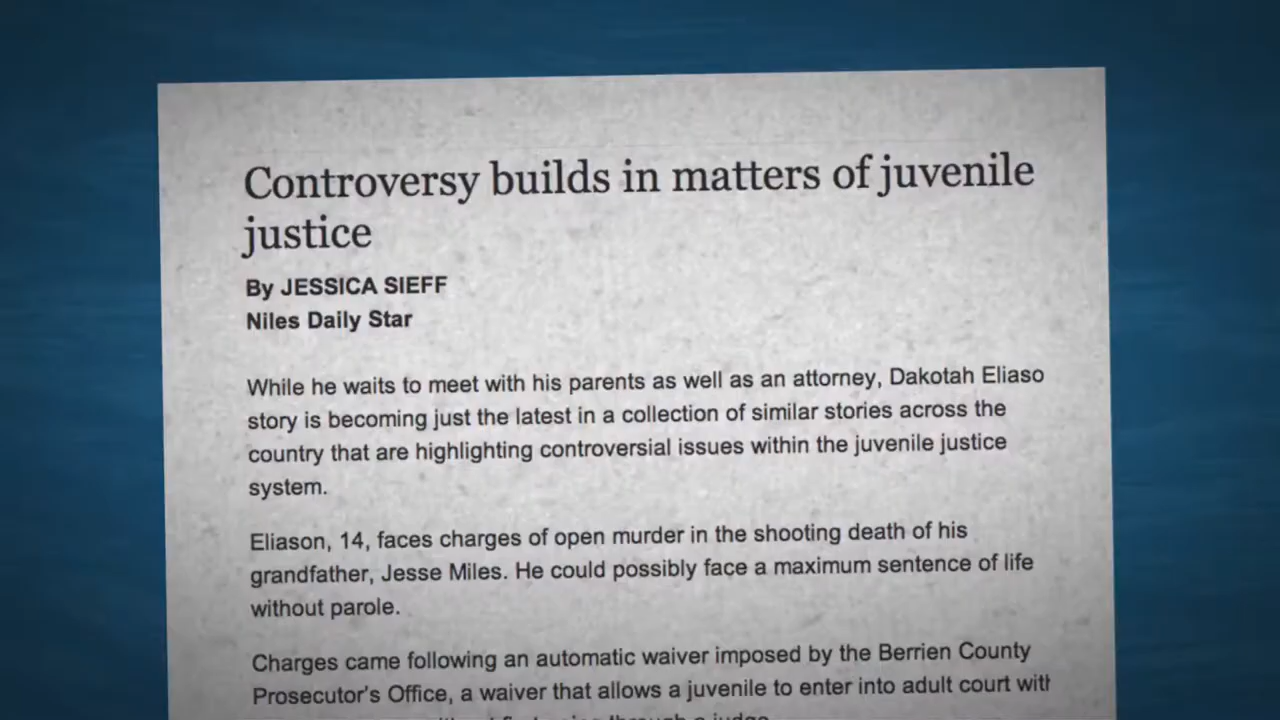 Controversy builds in matters of juvenile
justice
By JESSICA SIEFF
Niles Daily Star
While he waits to meet with his parents as well as an attorney, Dakotah Eliaso
story is becoming just the latest in a collection of similar stories across the
country that are highlighting controversial issues within the juvenile justice
system.
Eliason, 14, faces charges of open murder in the shooting death of his
grandfather, Jesse Miles. He could possibly face a maximum sentence of life
without parole.
Charges came following an automatic waiver imposed by the Berrien County
Prosecutor's Office, a waiver that allows a juvenile to enter into adult court with